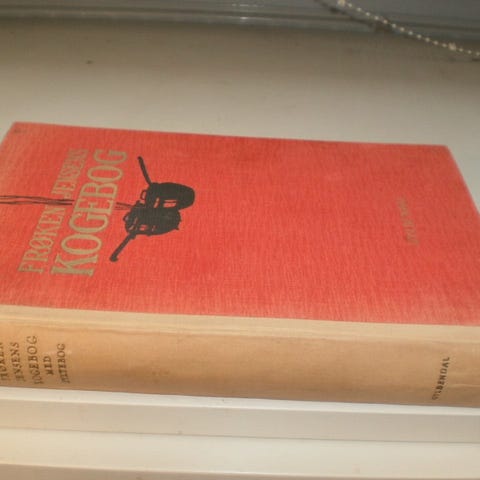 FRØKEN JENSENS
KOGEBOG
FRØKEN
JENSENS
KOGEBOG
MED
SYLTEBOG
GYLDENDAL